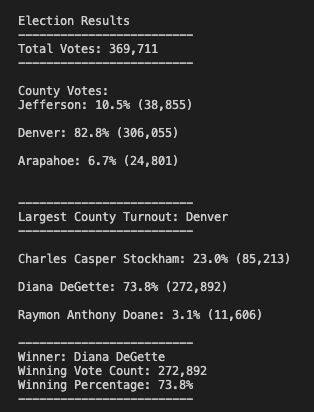 Election Results
-------------------------
Total Votes: 369,711
-------------------------
County Votes:
Jefferson: 10.5% (38,855)
Denver: 82.8% (306,055)
Arapahoe: 6.7% (24,801)
-------------------------
Largest County Turnout: Denver
-------------------------
Charles Casper Stockham: 23.0% (85,213)
Diana DeGette: 73.8% (272,892)
Raymon Anthony Doane: 3.1% (11,606)
-------------------------
Winner: Diana DeGette
Winning Vote Count: 272,892
Winning Percentage: 73.8%
-------------------------